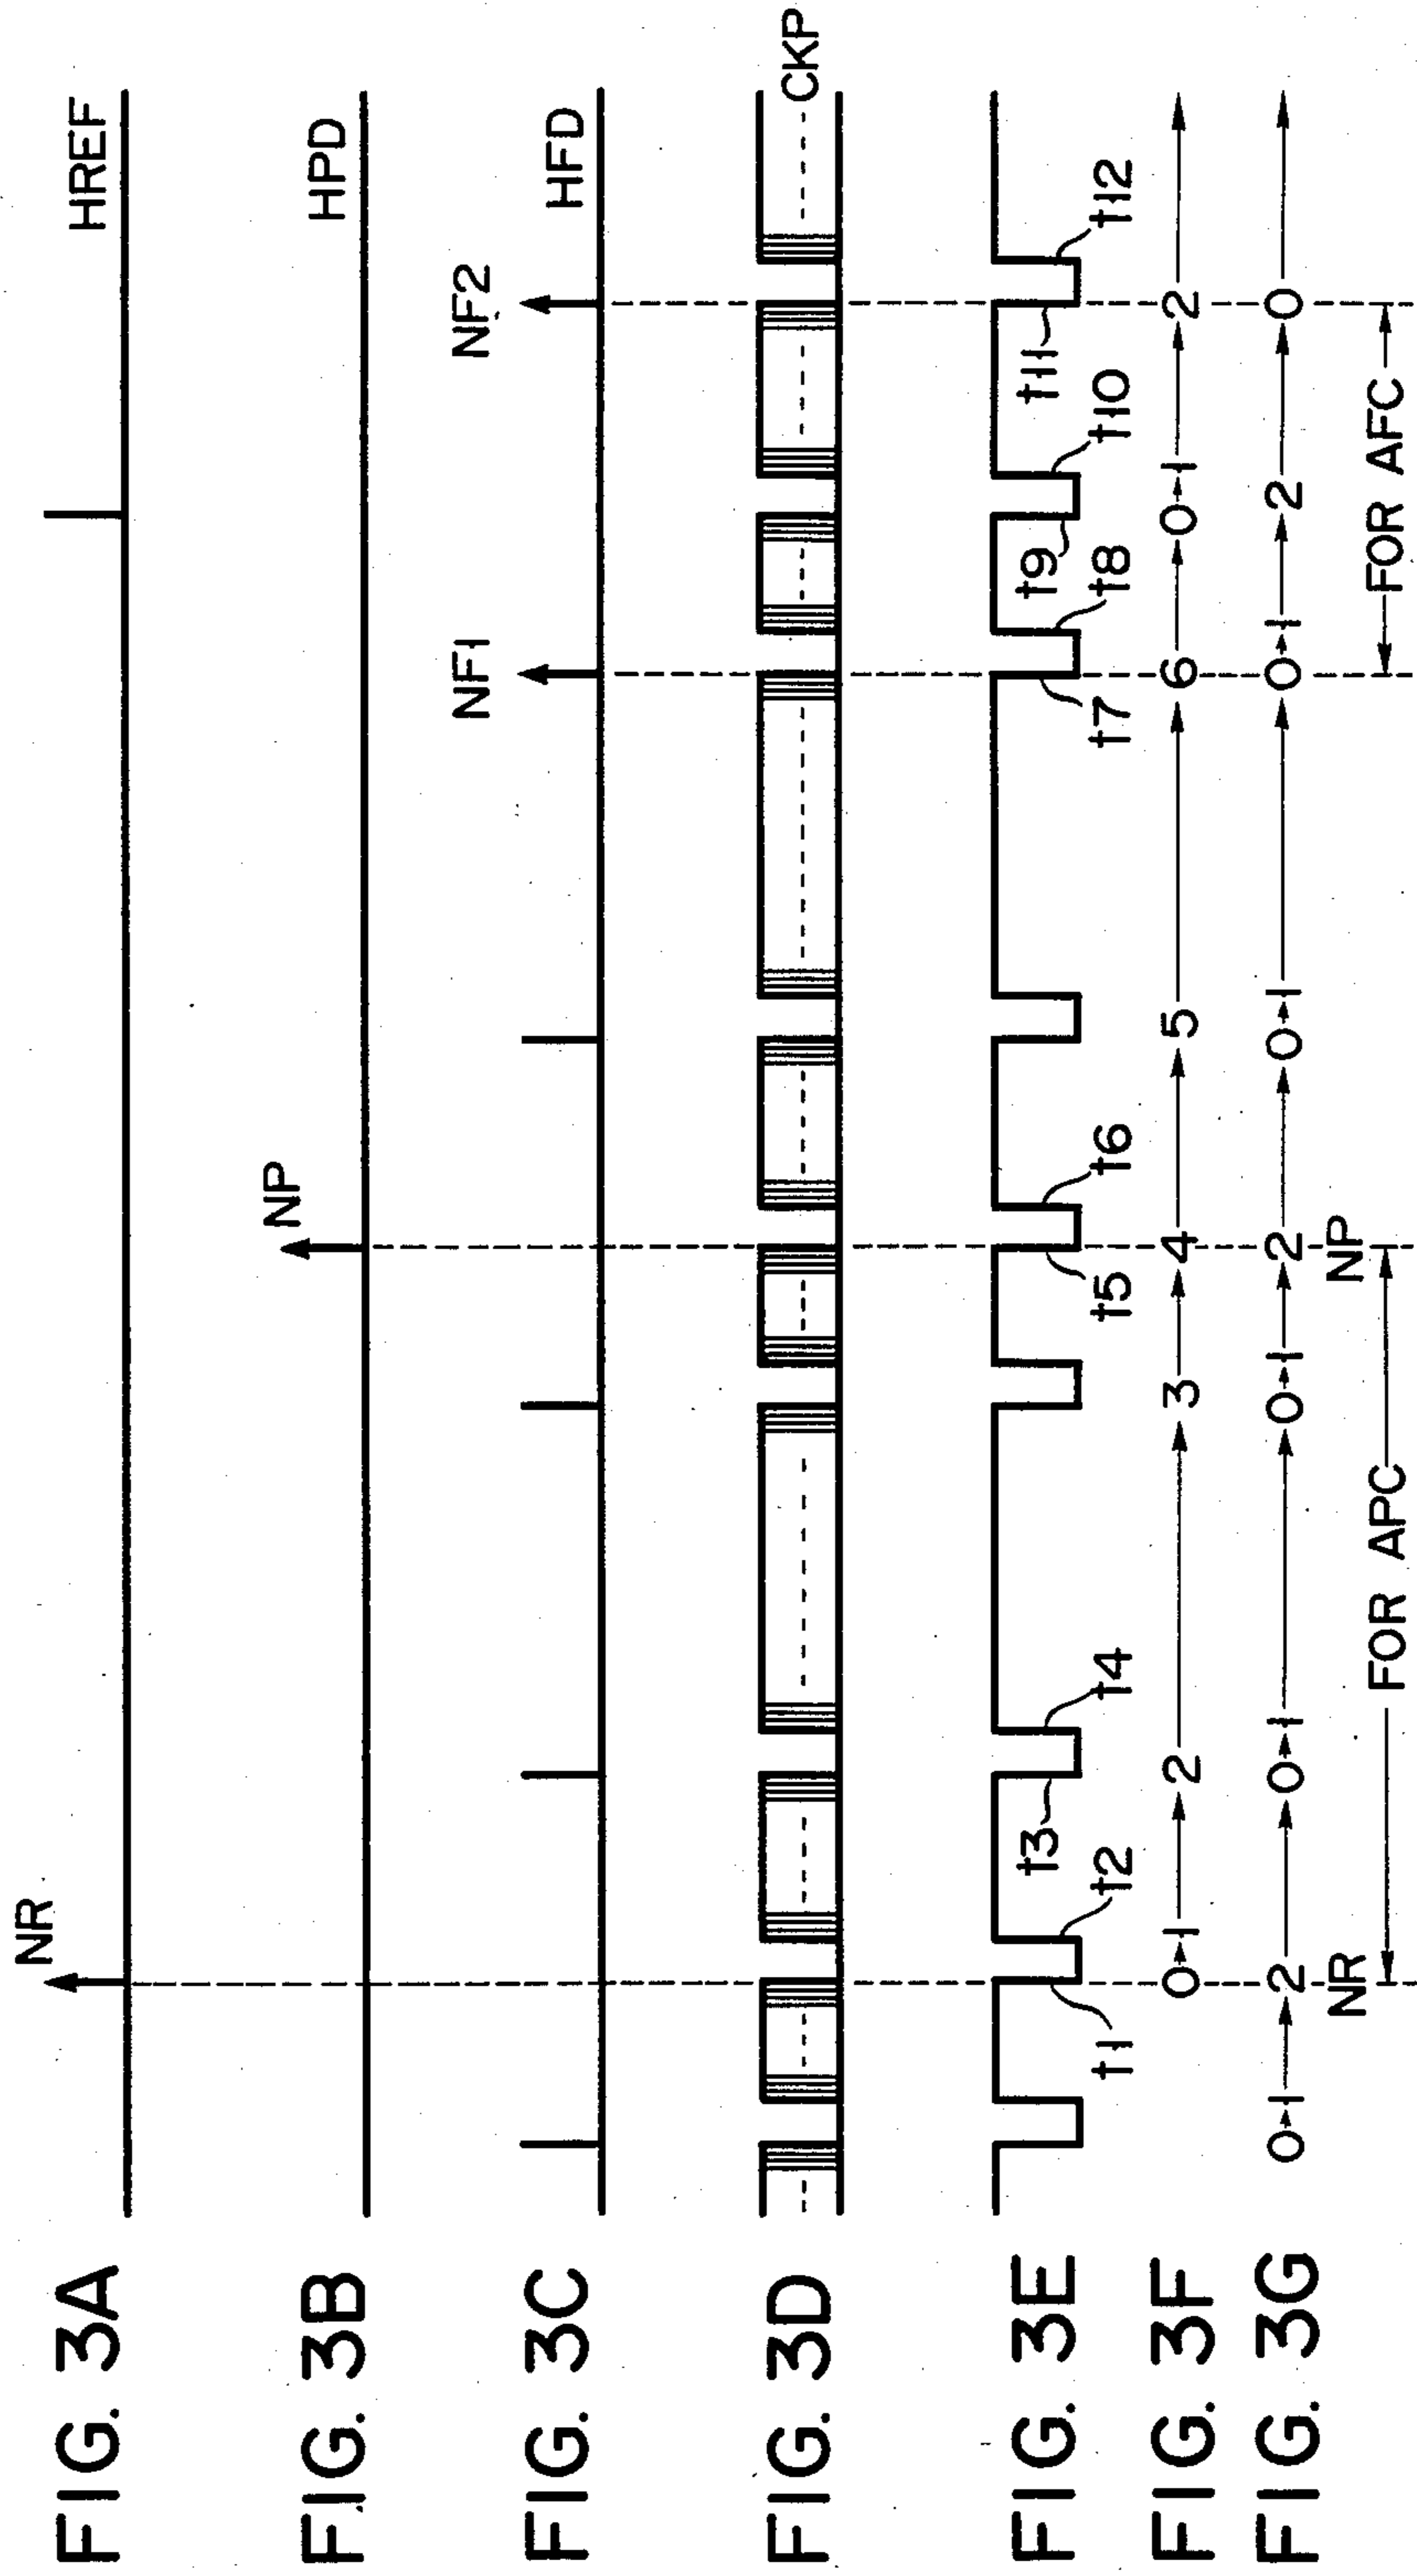 FIG. 3A
NR
HREF
FIG. 3B
NP
HPD
FIG. 3C
NF1
NF2
HFD
FIG. 3D
CKP
FIG. 3E
t1
t2
t3
t4
t5
t6
t7
t8
t9
t10
t11
t12
FIG. 3F
0 1 2 3 4 5 6 0 1 2
FIG. 3G
0 1 2 0 1 0 1 2 0 1 0 1 2 0
NR
NP
FOR APC
FOR AFC